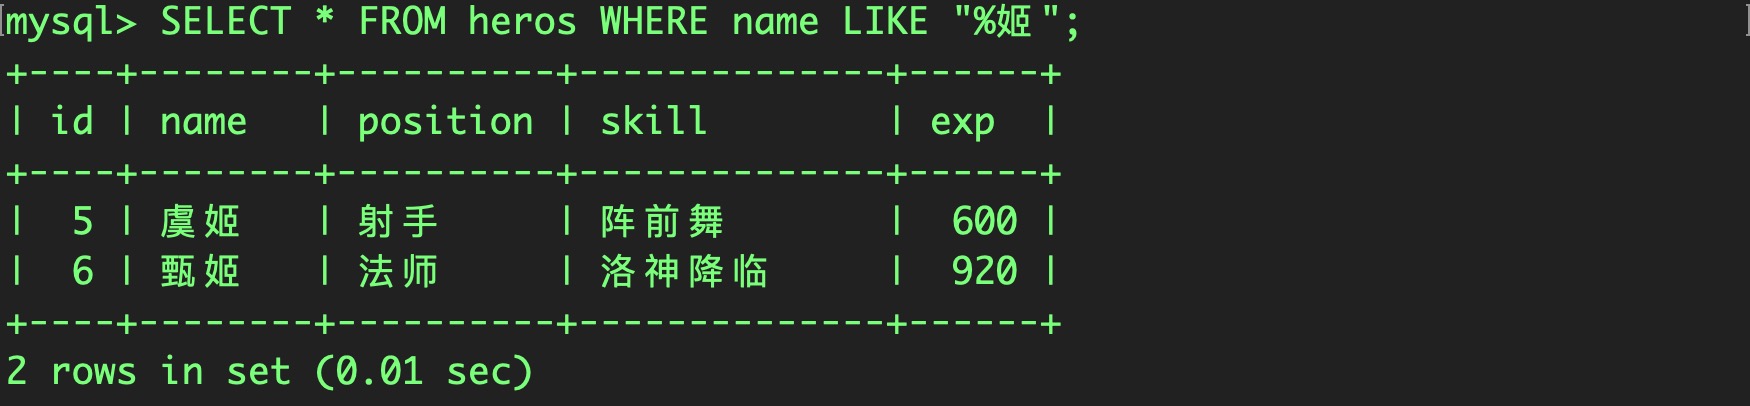 mysql> SELECT * FROM heros WHERE name LIKE "%姬";
+----+--------+----------+--------------+------+
| id | name   | position | skill        | exp  |
+----+--------+----------+--------------+------+
|  5 | 虞姬   | 射手     | 阵前舞       |  600 |
|  6 | 甄姬   | 法师     | 洛神降临     |  920 |
+----+--------+----------+--------------+------+
2 rows in set (0.01 sec)